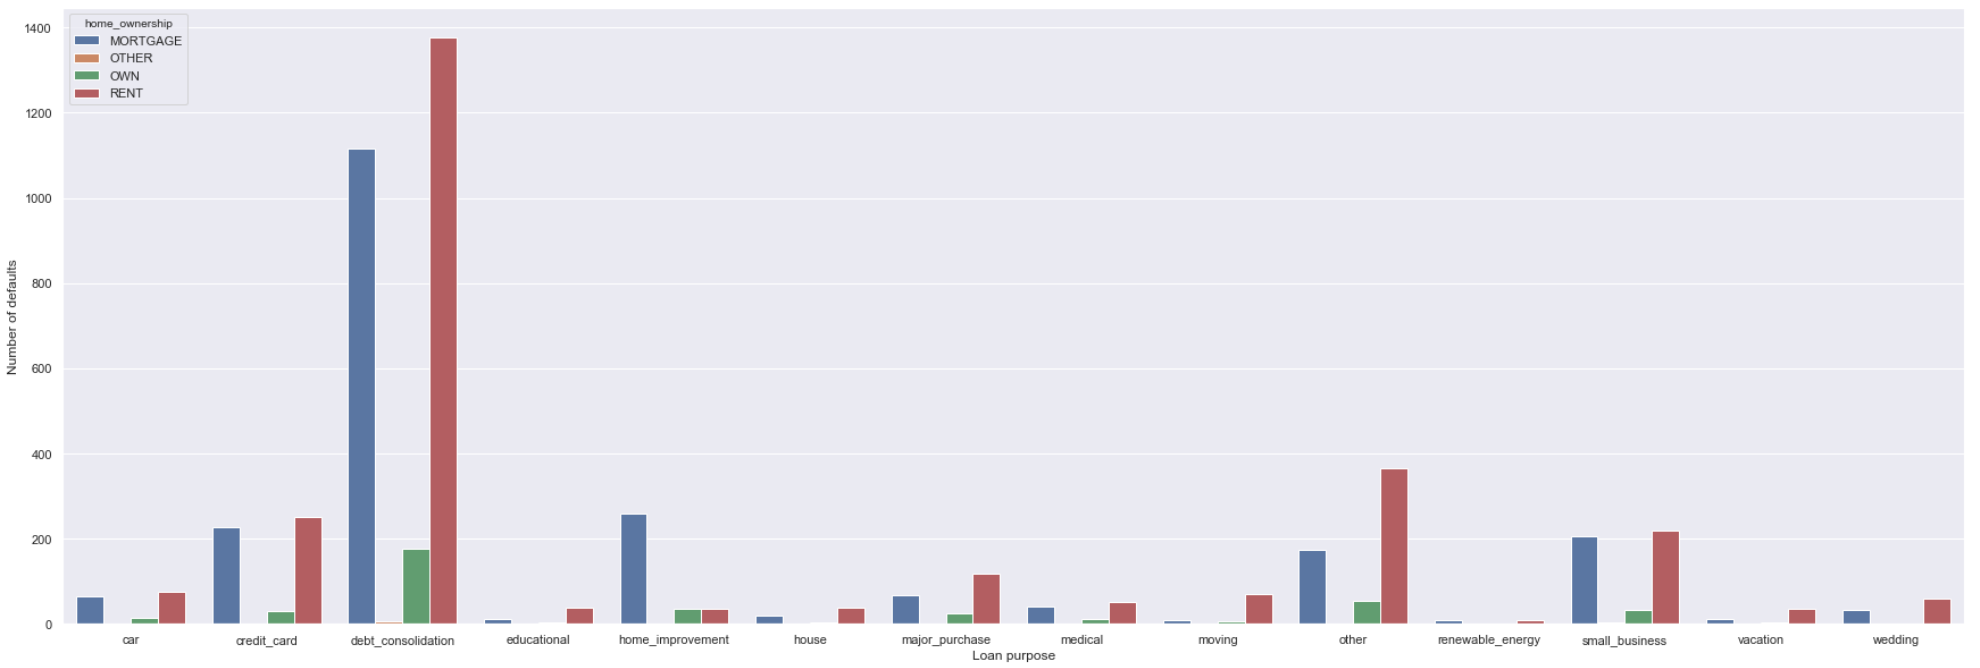 home_ownership
MORTGAGE
OTHER
OWN
RENT
Number of defaults
1400
1200
1000
800
600
400
200
0
car credit_card debt_consolidation educational home_improvement house major_purchase medical moving other renewable_energy small_business vacation wedding
Loan purpose